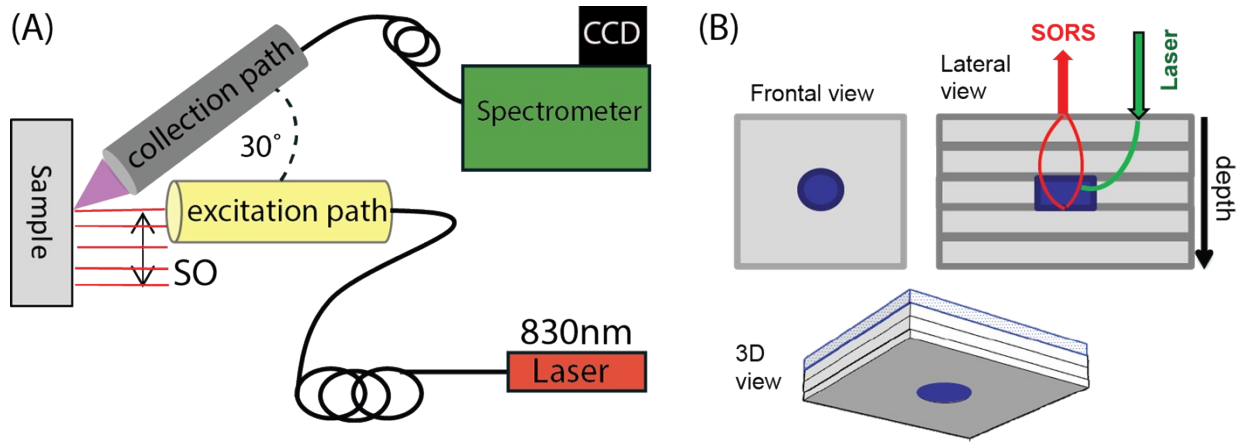 (A)
CCD
collection path
Spectrometer
30°
Sample
excitation path
SO
830nm
Laser
(B)
SORS
Laser
Frontal view
Lateral
view
depth
3D
view